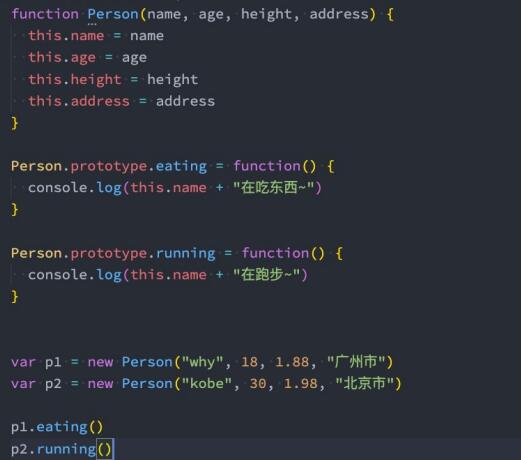 function Person(name, age, height, address) {
  this.name = name
  this.age = age
  this.height = height
  this.address = address
}
Person.prototype.eating = function() {
  console.log(this.name + "在吃东西~")
}
Person.prototype.running = function() {
  console.log(this.name + "在跑步~")
}
var p1 = new Person("why", 18, 1.88, "广州市")
var p2 = new Person("kobe", 30, 1.98, "北京市")
p1.eating()
p2.running()